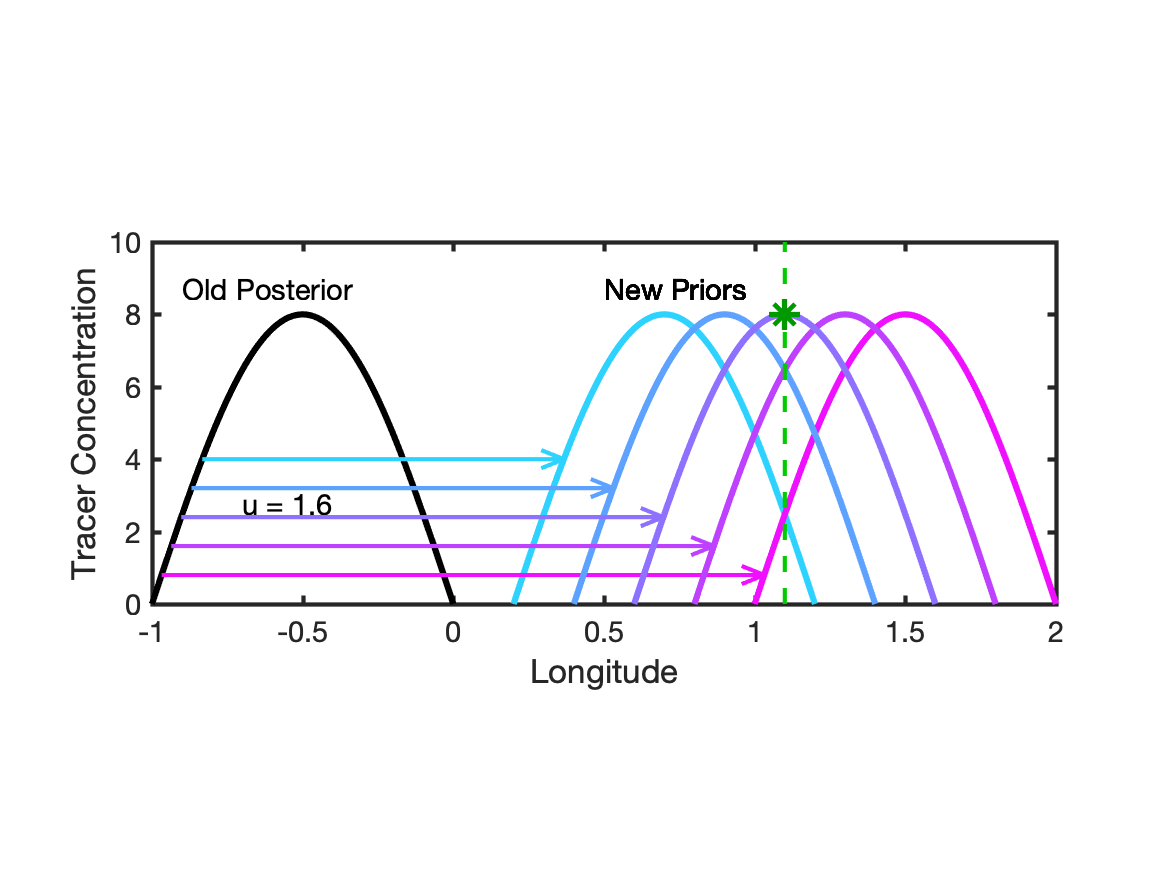 10
Old Posterior
New Priors
8
6
4
u = 1.6
2
0
-1
-0.5
0
0.5
1
1.5
2
Tracer Concentration
Longitude